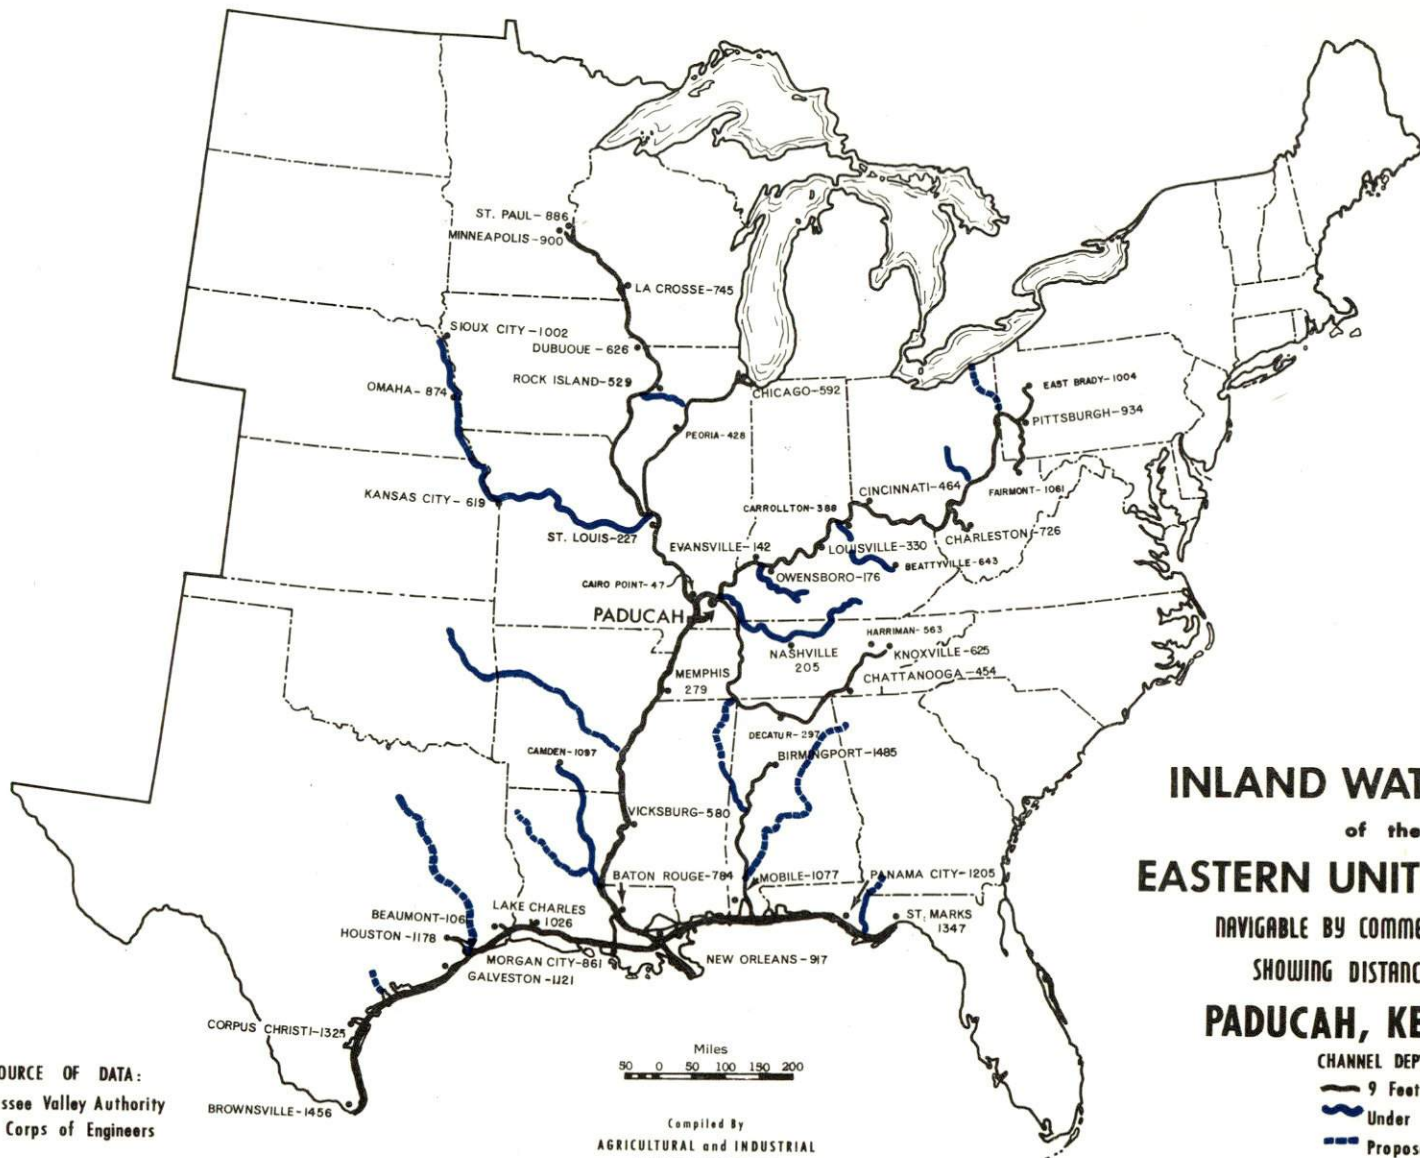 ST. PAUL-886
MINNEAPOLIS-900
LA CROSSE-745
SIOUX CITY-1002
DUBUQUE-626
ROCK ISLAND-529
OMAHA-874
CHICAGO-592
EAST BRADY-1004
PITTSBURGH-934
PEORIA-428
KANSAS CITY-619
CINCINNATI-464
FAIRMONT-1061
CARROLLTON-388
ST. LOUIS-227
EVANSVILLE-142
LOUISVILLE-330
CHARLESTON-726
BEATTYVILLE-643
OWENSBORO-176
CAIRO POINT-47
PADUCAH
HARRIMAN-563
NASHVILLE
205
KNOXVILLE-625
MEMPHIS
279
CHATTANOOGA-454
DECATUR-297
CAMDEN-1097
BIRMINGPORT-1485
VICKSBURG-580
BATON ROUGE-784
MOBILE-1077
PANAMA CITY-1205
LAKE CHARLES
1026
BEAUMONT-106
HOUSTON-1178
ST. MARKS
1347
MORGAN CITY-861
NEW ORLEANS-917
GALVESTON-1121
CORPUS CHRISTI-1325
BROWNSVILLE-1456
INLAND WAT
of the
EASTERN UNIT
NAVIGABLE BY COMME
SHOWING DISTANC
PADUCAH, KE
CHANNEL DEP
9 Feet
Under
Propos
OURCE OF DATA:
ssee Valley Authority
Corps of Engineers
Miles
50 0 50 100 150 200
Compiled By
AGRICULTURAL and INDUSTRIAL